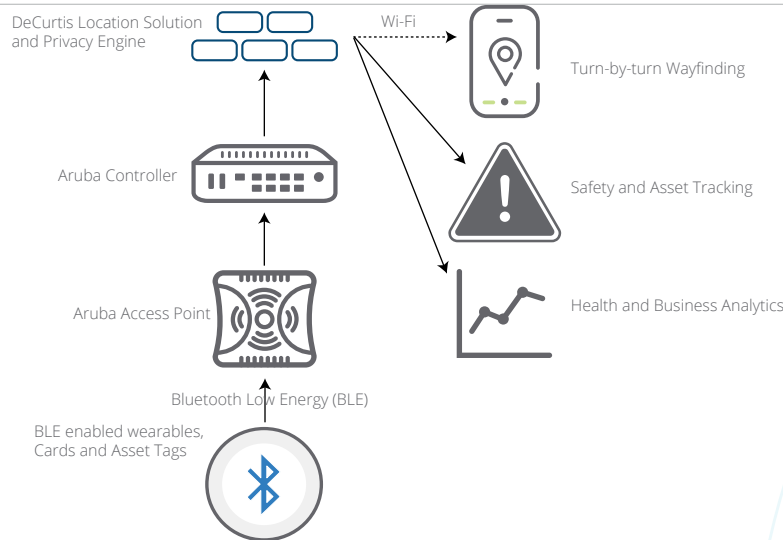 DeCurtis Location Solution
and Privacy Engine
Wi-Fi
Turn-by-turn Wayfinding
Aruba Controller
Safety and Asset Tracking
Aruba Access Point
Health and Business Analytics
Bluetooth Low Energy (BLE)
BLE enabled wearables,
Cards and Asset Tags